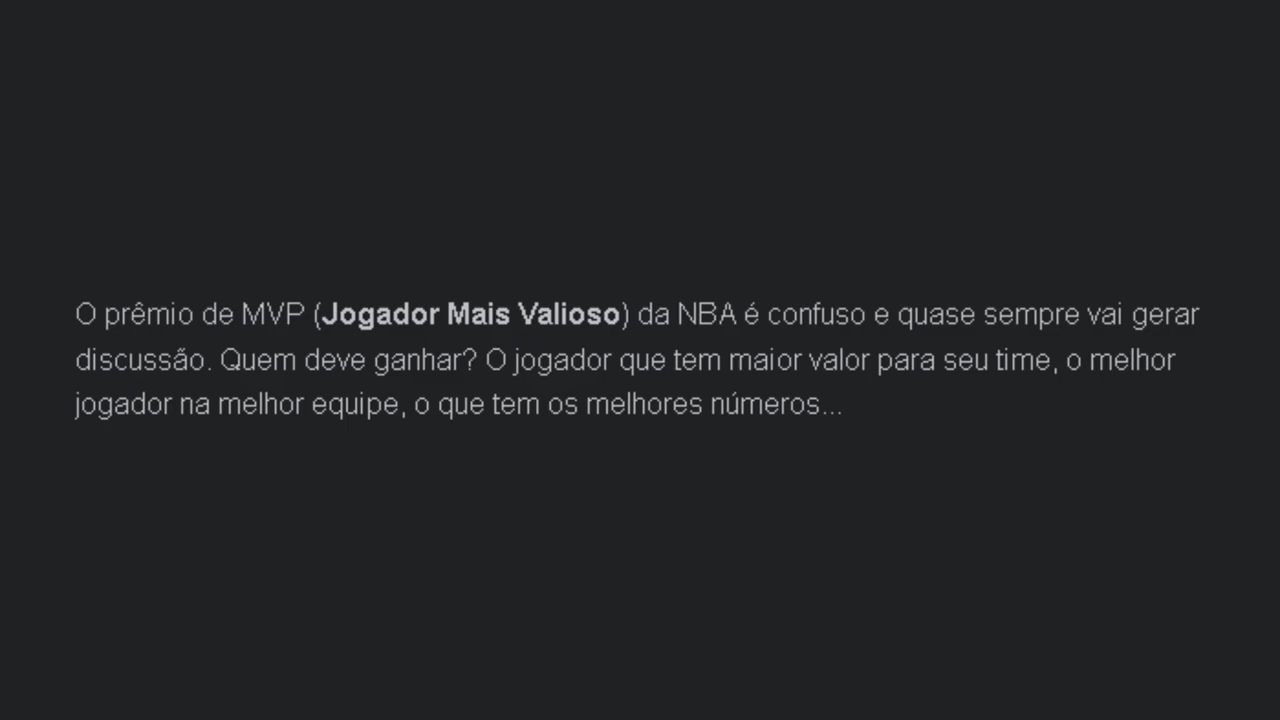 O prêmio de MVP (Jogador Mais Valioso) da NBA é confuso e quase sempre vai gerar
discussão. Quem deve ganhar? O jogador que tem maior valor para seu time, o melhor
jogador na melhor equipe, o que tem os melhores números...